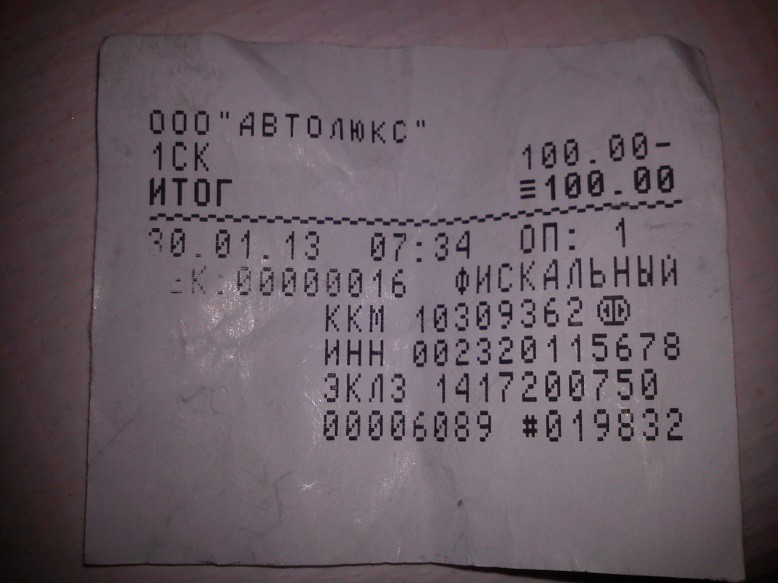 ООО"АВТОЛЮКС"
1СК 100.00-
ИТОГ ≡100.00
30.01.13 07:34 ОП: 1
ЧЕК:00000016 ФИСКАЛЬНЫЙ
ККМ 10309362
ИНН 002320115678
ЭКЛЗ 1417200750
00006089 #019832